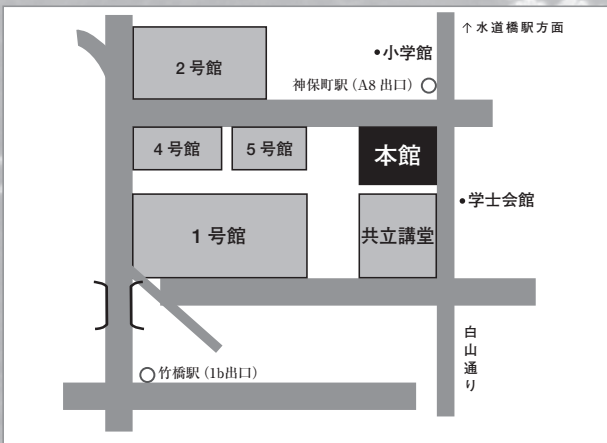 ↑水道橋駅方面
•小学館
2号館
神保町駅(A8出口)
4号館
5号館
本館
•学士会館
1号館
共立講堂
白山通り
竹橋駅(1b出口)